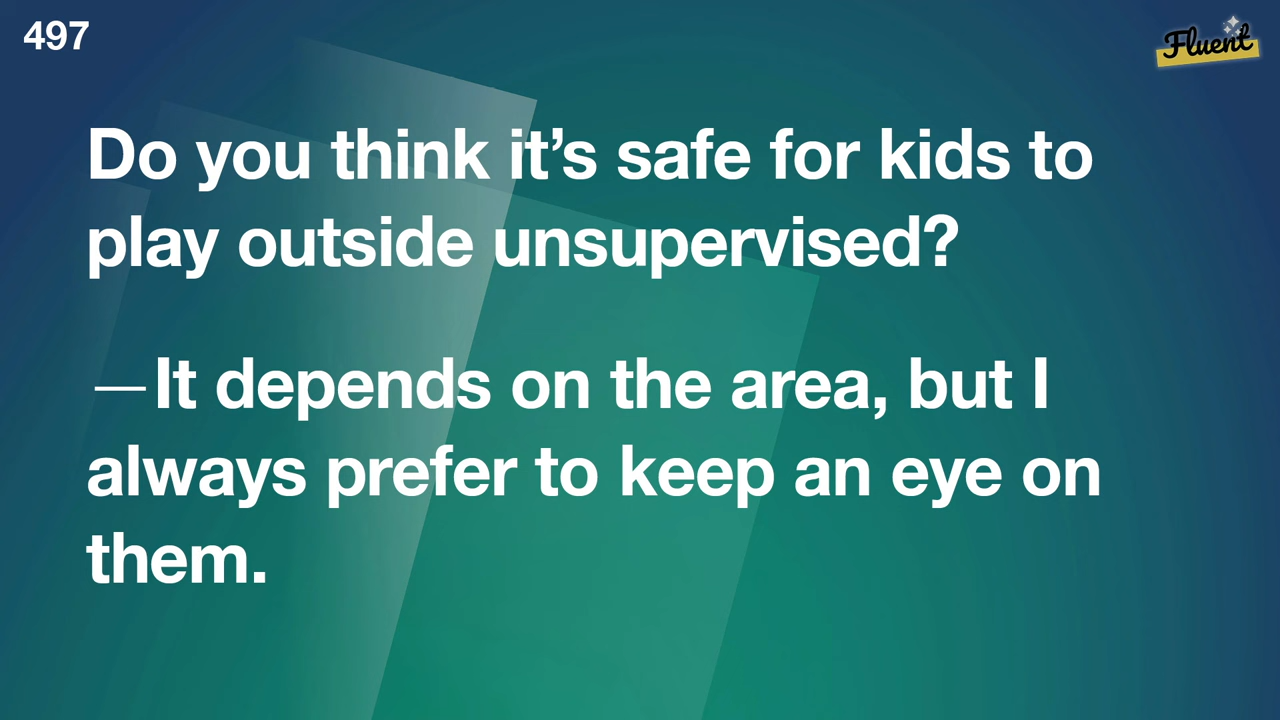 497
Fluent
Do you think it’s safe for kids to
play outside unsupervised?
—It depends on the area, but I
always prefer to keep an eye on
them.